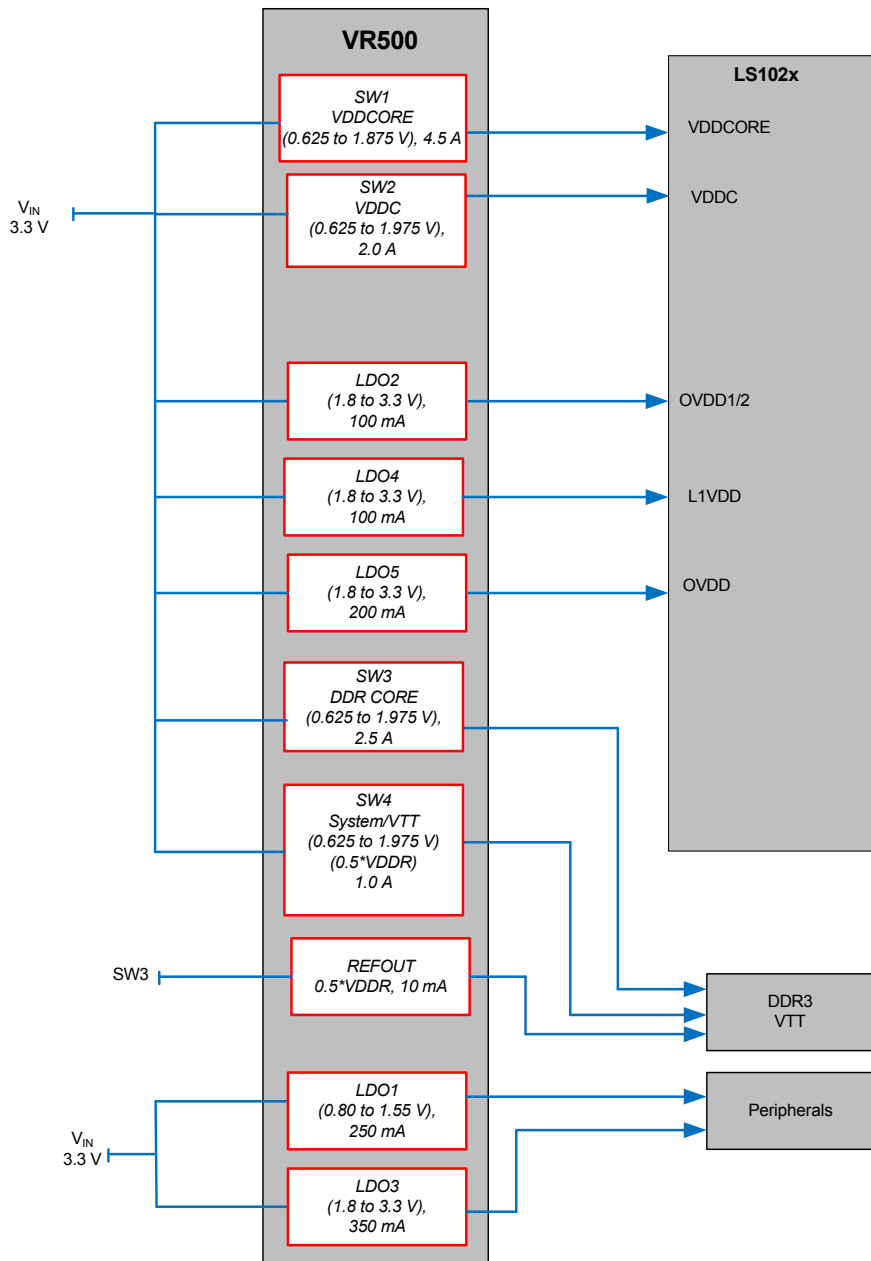 VR500
LS102x
SW1
VDDCORE
(0.625 to 1.875 V), 4.5 A
VDDCORE
SW2
VDDC
(0.625 to 1.975 V),
2.0 A
VDDC
VIN
3.3 V
LDO2
(1.8 to 3.3 V),
100 mA
OVDD1/2
LDO4
(1.8 to 3.3 V),
100 mA
L1VDD
LDO5
(1.8 to 3.3 V),
200 mA
OVDD
SW3
DDR CORE
(0.625 to 1.975 V),
2.5 A
SW4
System/VTT
(0.625 to 1.975 V)
(0.5*VDDR)
1.0 A
SW3
REFOUT
0.5*VDDR, 10 mA
DDR3
VTT
LDO1
(0.80 to 1.55 V),
250 mA
Peripherals
VIN
3.3 V
LDO3
(1.8 to 3.3 V),
350 mA